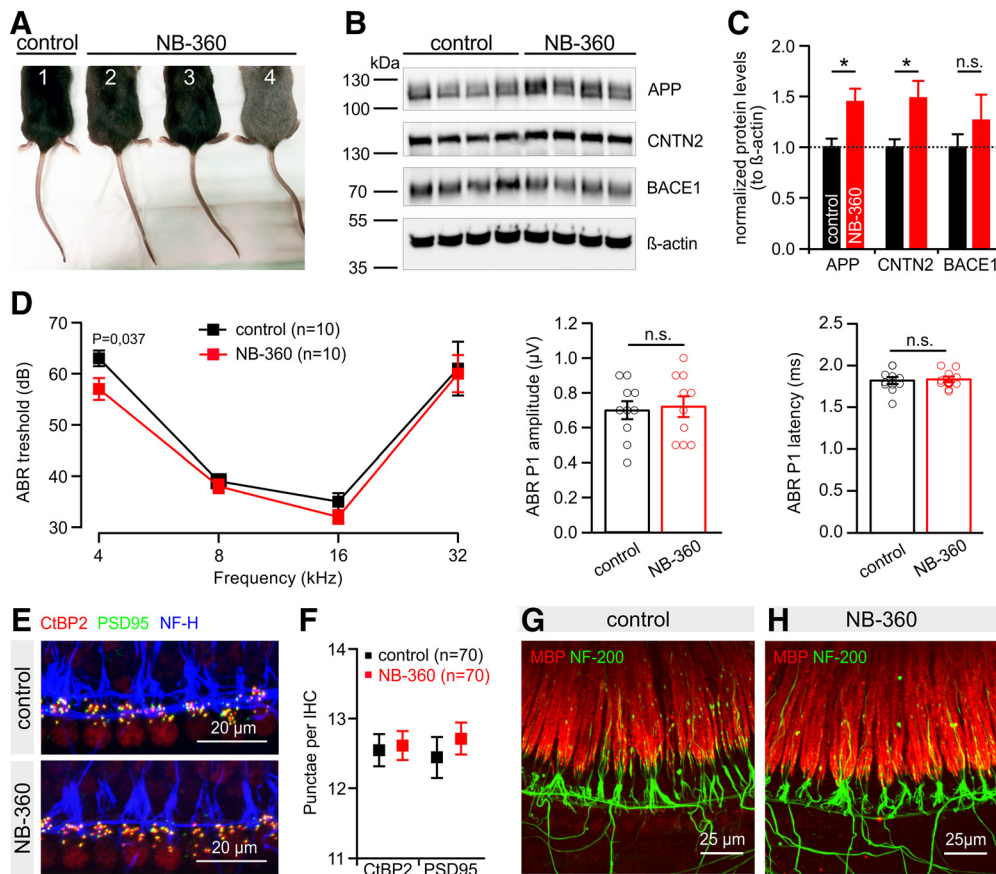 A
control NB-360
1 2 3 4
B
kDa control NB-360
130
100
APP
130
CNTN2
70
BACE1
55
35
ß-actin
C
normalized protein levels
(to ß-actin)
2.0
1.5
1.0
0.5
0.0
* * n.s.
control
NB-360
APP CNTN2 BACE1
D
P=0,037
control (n=10)
NB-360 (n=10)
ABR treshold (dB)
70
60
50
40
30
4 8 16 32
Frequency (kHz)
ABR P1 amplitude (µV)
1.2
1.0
0.8
0.6
0.4
0.2
0.0
n.s.
control NB-360
ABR P1 latency (ms)
2.5
2.0
1.5
1.0
0.0
n.s.
control NB-360
E
CtBP2 PSD95 NF-H
control
20 µm
NB-360
20 µm
F
control (n=70)
NB-360 (n=70)
Punctae per IHC
14
13
12
11
CtBP2 PSD95
G
control
MBP NF-200
25 µm
H
NB-360
MBP NF-200
25µm